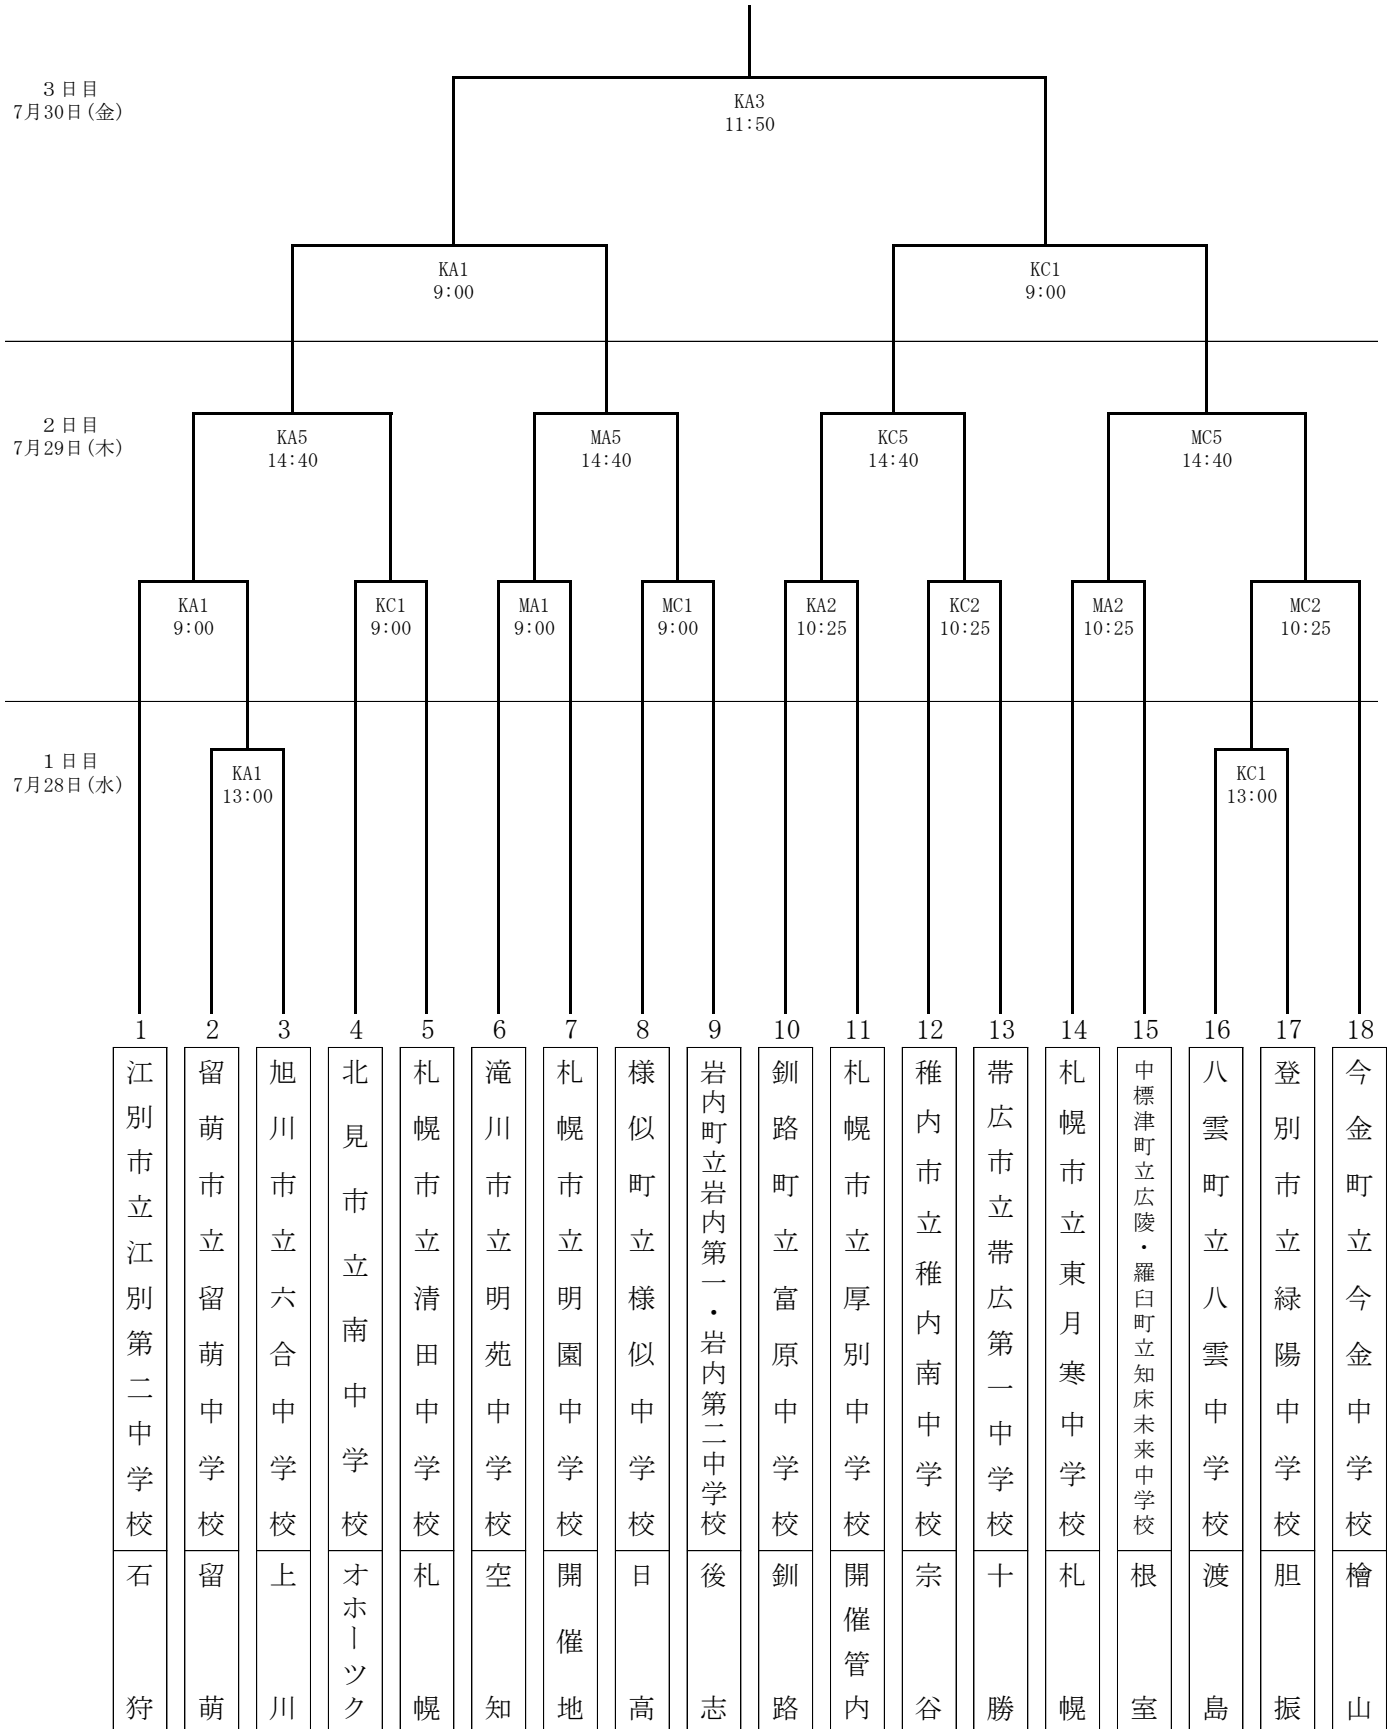 3日目
7月30日(金)
KA3
11:50
KA1
9:00
KC1
9:00
2日目
7月29日(木)
KA5
14:40
MA5
14:40
KC5
14:40
MC5
14:40
KA1
9:00
KC1
9:00
MA1
9:00
MC1
9:00
KA2
10:25
KC2
10:25
MA2
10:25
MC2
10:25
1日目
7月28日(水)
KA1
13:00
KC1
13:00
1
江別市立江別第二中学校
石狩
2
留萌市立留萌中学校
留萌
3
旭川市立六合中学校
上川
4
北見市立南中学校
オホーツク
5
札幌市立清田中学校
札幌
6
滝川市立明苑中学校
空知
7
札幌市立明園中学校
開催地
8
様似町立様似中学校
日高
9
岩内町立岩内第一・岩内第二中学校
後志
10
釧路町立富原中学校
釧路
11
札幌市立厚別中学校
開催管内
12
稚内市立稚内南中学校
宗谷
13
帯広市立帯広第一中学校
十勝
14
札幌市立東月寒中学校
札幌
15
中標津町立広陵・羅臼町立知床未来中学校
根室
16
八雲町立八雲中学校
渡島
17
登別市立緑陽中学校
胆振
18
今金町立今金中学校
檜山